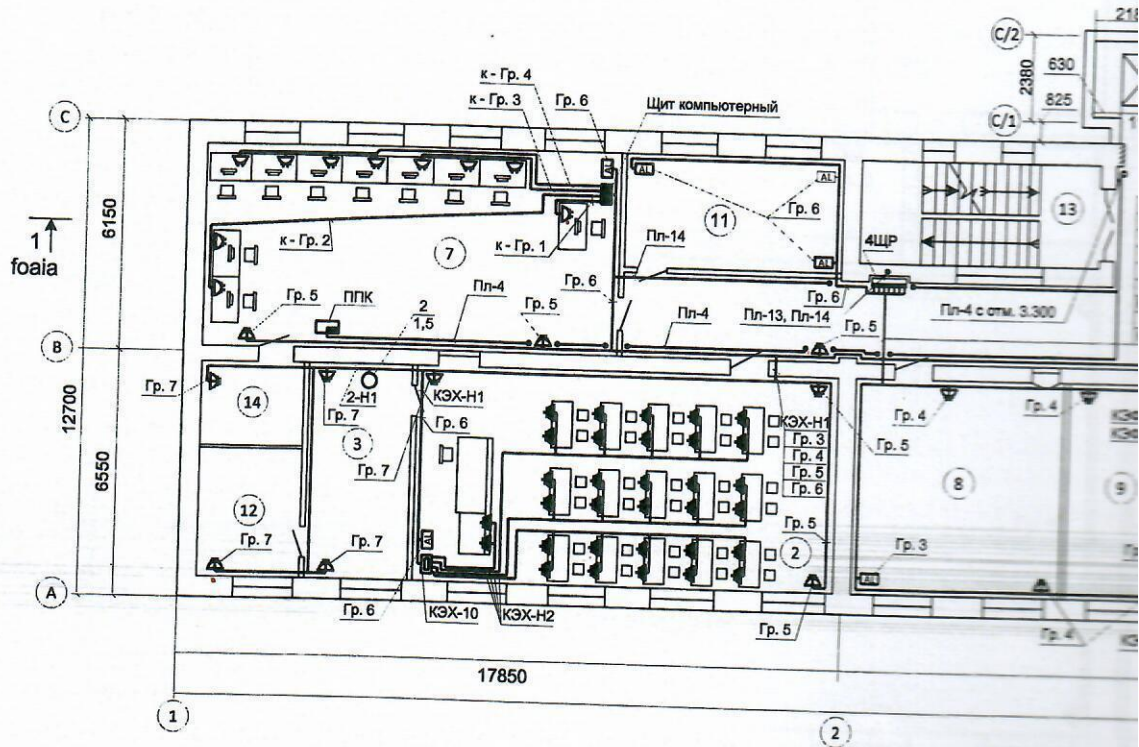 218
С/2
2380
630
к - Гр. 4
к - Гр. 3
Гр. 6
Щит компьютерный
825
С
С/1
AL
AL
11
Гр. 6
13
6150
1
foaia
к - Гр. 2
7
к - Гр. 1
Пл-14
4ЩР
AL
Гр. 5
ППК
2
1,5
Пл-4
Гр. 5
Гр. 6
Пл-4
Пл-13, Пл-14
Гр. 6
Гр. 5
Пл-4 с отм. 3.300
В
12700
Гр. 7
14
2-Н1
Гр. 7
КЭХ-Н1
Гр. 6
КЭХ-Н1
Гр. 3
Гр. 4
Гр. 5
Гр. 6
Гр. 5
Гр. 4
Гр. 4
6550
3
Гр. 7
8
9
12
Гр. 7
Гр. 7
AL
Гр. 5
2
AL
Гр. 3
А
Гр. 6
КЭХ-10
КЭХ-Н2
Гр. 5
Гр. 4
17850
1
2